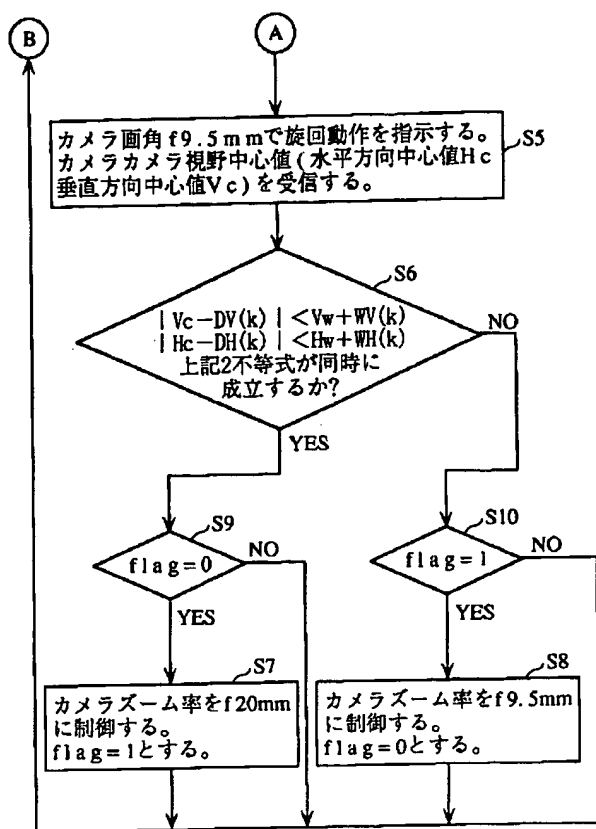 B
A
カメラ画角f9.5mmで旋回動作を指示する。
カメラカメラ視野中心値(水平方向中心値Hc
垂直方向中心値Vc)を受信する。
S5
S6
|Vc−DV(k)|<Vw+WV(k)
|Hc−DH(k)|<Hw+WH(k)
上記2不等式が同時に
成立するか?
NO
YES
S9
flag=0
NO
YES
S10
flag=1
NO
YES
S7
カメラズーム率をf20mm
に制御する。
flag=1とする。
S8
カメラズーム率をf9.5mm
に制御する。
flag=0とする。